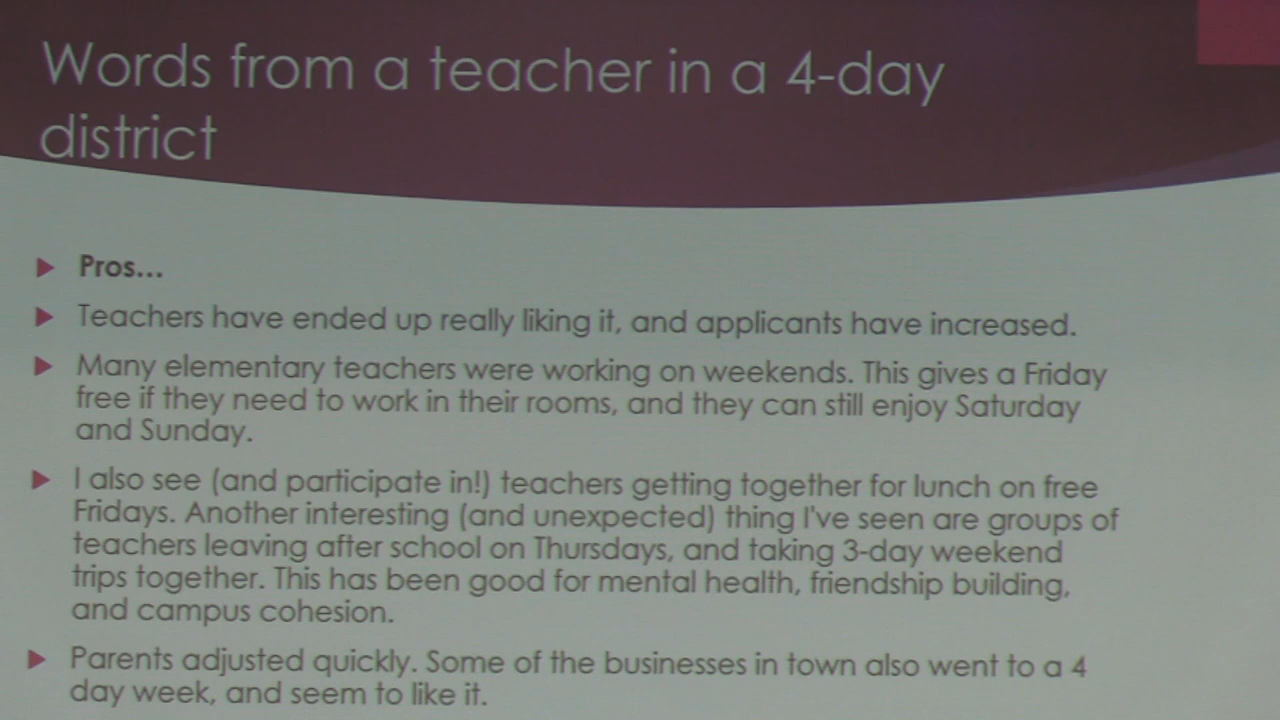 Words from a teacher in a 4-day
district
Pros...
Teachers have ended up really liking it, and applicants have increased.
Many elementary teachers were working on weekends. This gives a Friday
free if they need to work in their rooms, and they can still enjoy Saturday
and Sunday.
I also see (and participate in!) teachers getting together for lunch on free
Fridays. Another interesting (and unexpected) thing I've seen are groups of
teachers leaving after school on Thursdays, and taking 3-day weekend
trips together. This has been good for mental health, friendship building,
and campus cohesion.
Parents adjusted quickly. Some of the businesses in town also went to a 4
day week, and seem to like it.